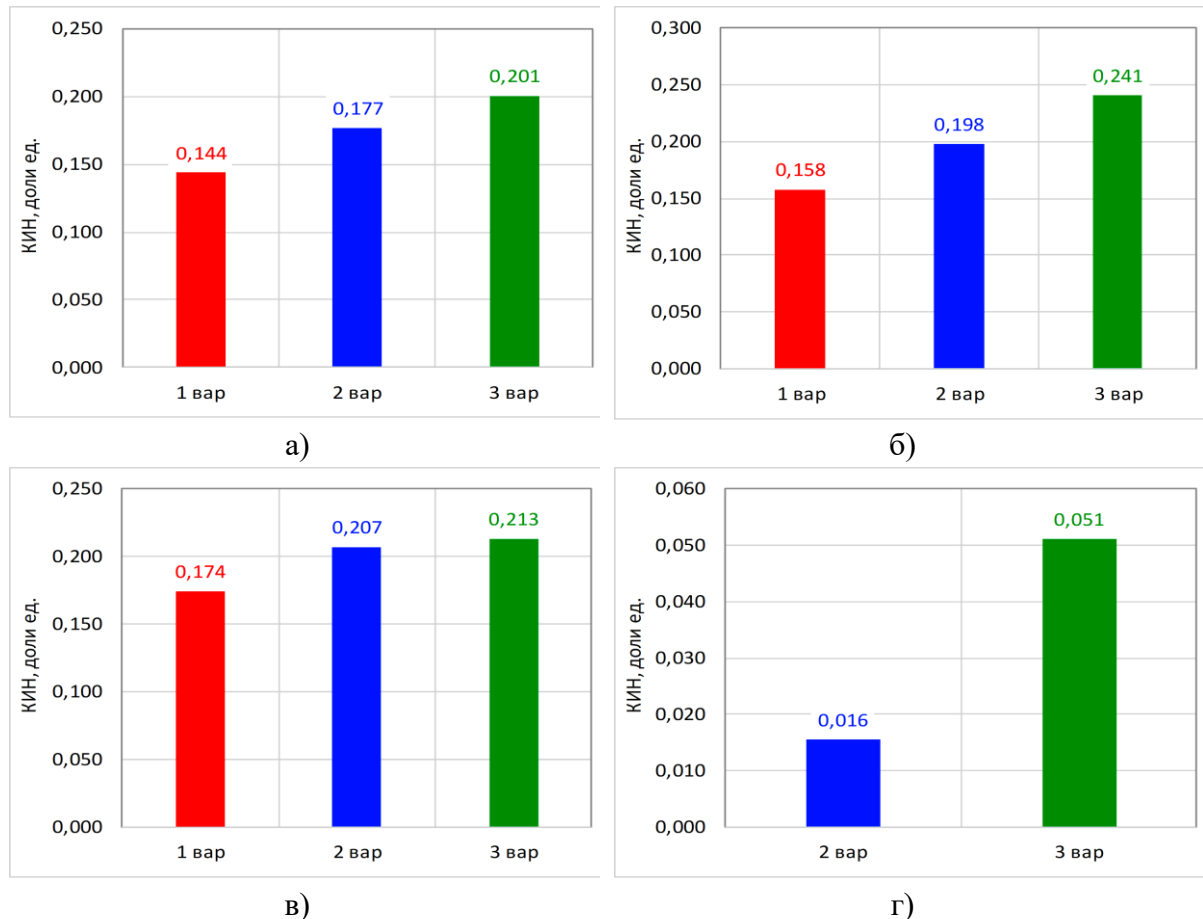 0,250
0,200
0,150
0,100
0,050
0,000
КИН, доли ед.
0,144
0,177
0,201
1 вар
2 вар
3 вар
а)
0,300
0,250
0,200
0,150
0,100
0,050
0,000
КИН, доли ед.
0,158
0,198
0,241
1 вар
2 вар
3 вар
б)
0,250
0,200
0,150
0,100
0,050
0,000
КИН, доли ед.
0,174
0,207
0,213
1 вар
2 вар
3 вар
в)
0,060
0,050
0,040
0,030
0,020
0,010
0,000
КИН, доли ед.
0,016
0,051
2 вар
3 вар
г)